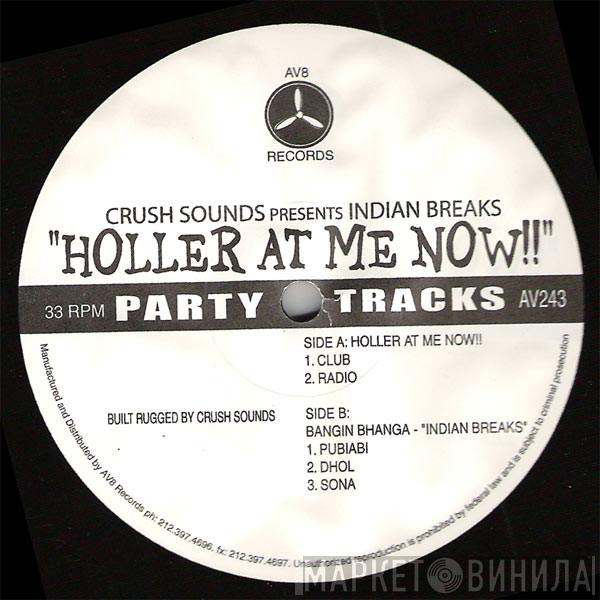 AV8
RECORDS
CRUSH SOUNDS PRESENTS INDIAN BREAKS
"HOLLER AT ME NOW!!"
33 RPM PARTY TRACKS AV243
SIDE A: HOLLER AT ME NOW!!
1. CLUB
2. RADIO
BUILT RUGGED BY CRUSH SOUNDS
SIDE B:
BANGIN BHANGA - "INDIAN BREAKS"
1. PUBIABI
2. DHOL
3. SONA
Manufactured and Distributed by AV8 Records ph: 212.397.4696, fx: 212.397.4697. Unauthorized reproduction is prohibited by federal law and is subject to criminal prosecution
МАРКЕТ ВИНИЛА